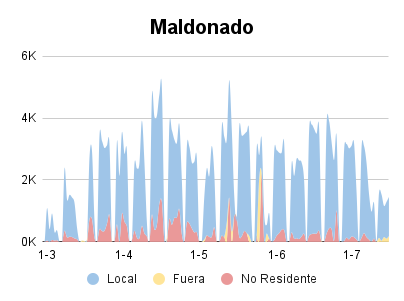 Maldonado
6K
4K
2K
0K
1-3 1-4 1-5 1-6 1-7
Local Fuera No Residente